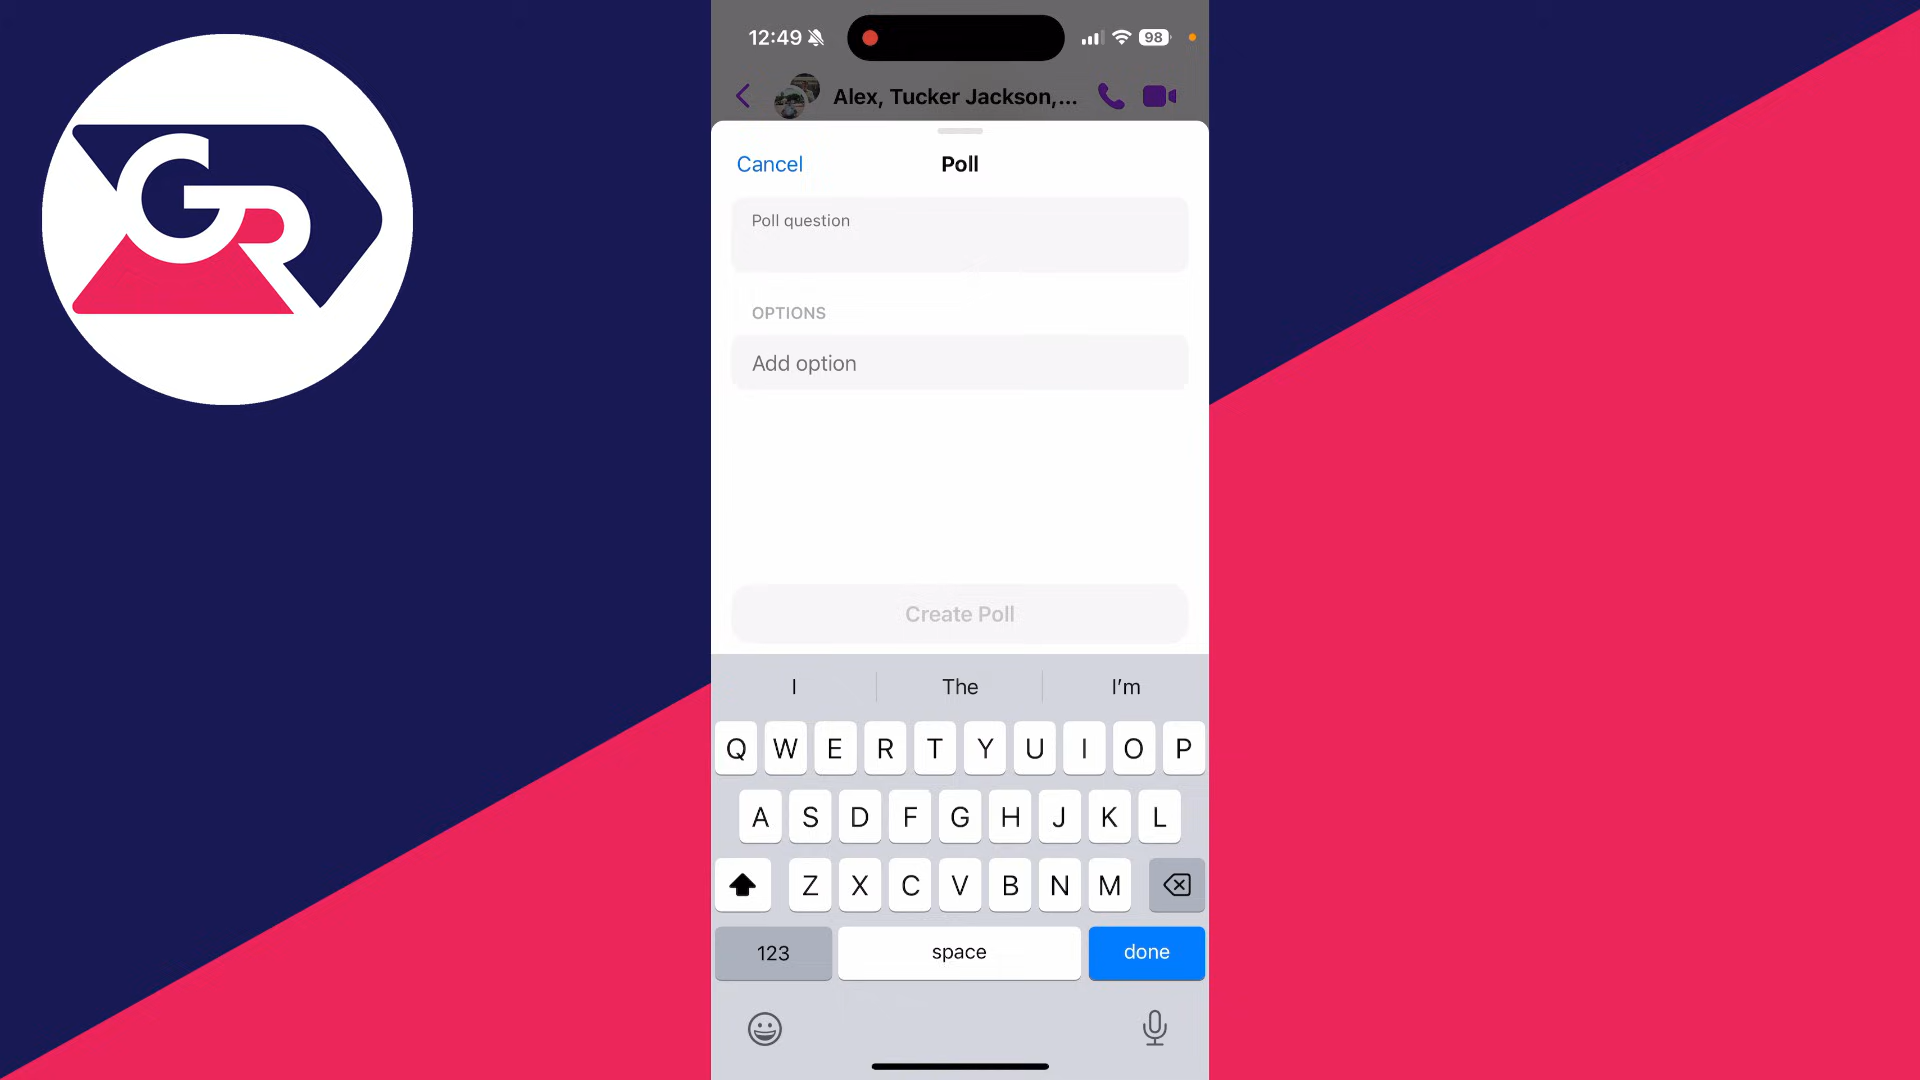 GR
12:49
98
Alex, Tucker Jackson,...
Cancel
Poll
Poll question
OPTIONS
Add option
Create Poll
I The I'm
Q W E R T Y U I O P
A S D F G H J K L
Z X C V B N M
123 space done